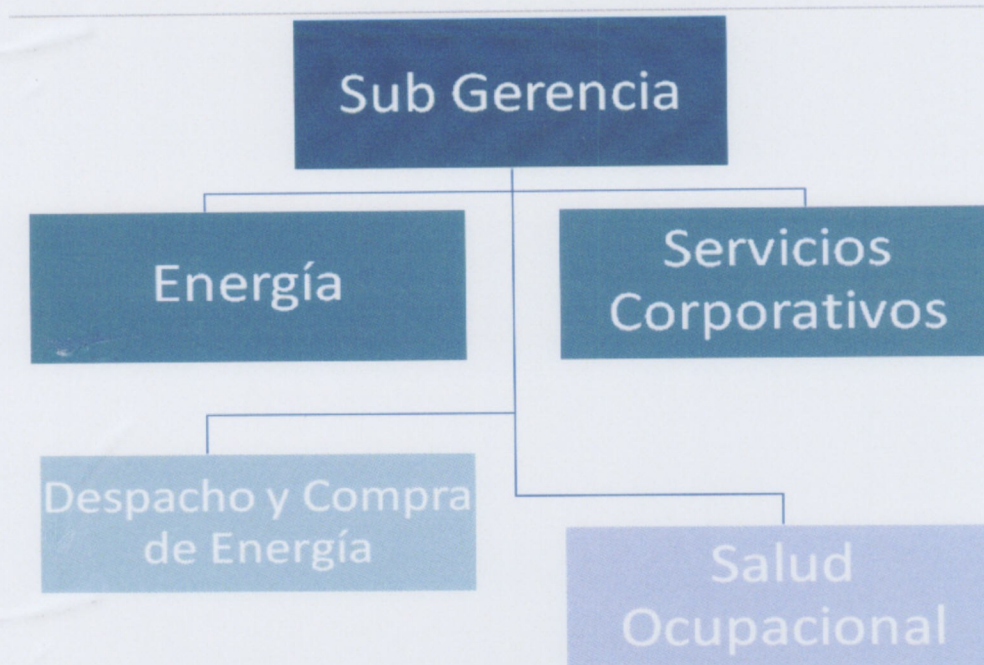 Sub Gerencia
Energía
Servicios
Corporativos
Despacho y Compra
de Energía
Salud
Ocupacional